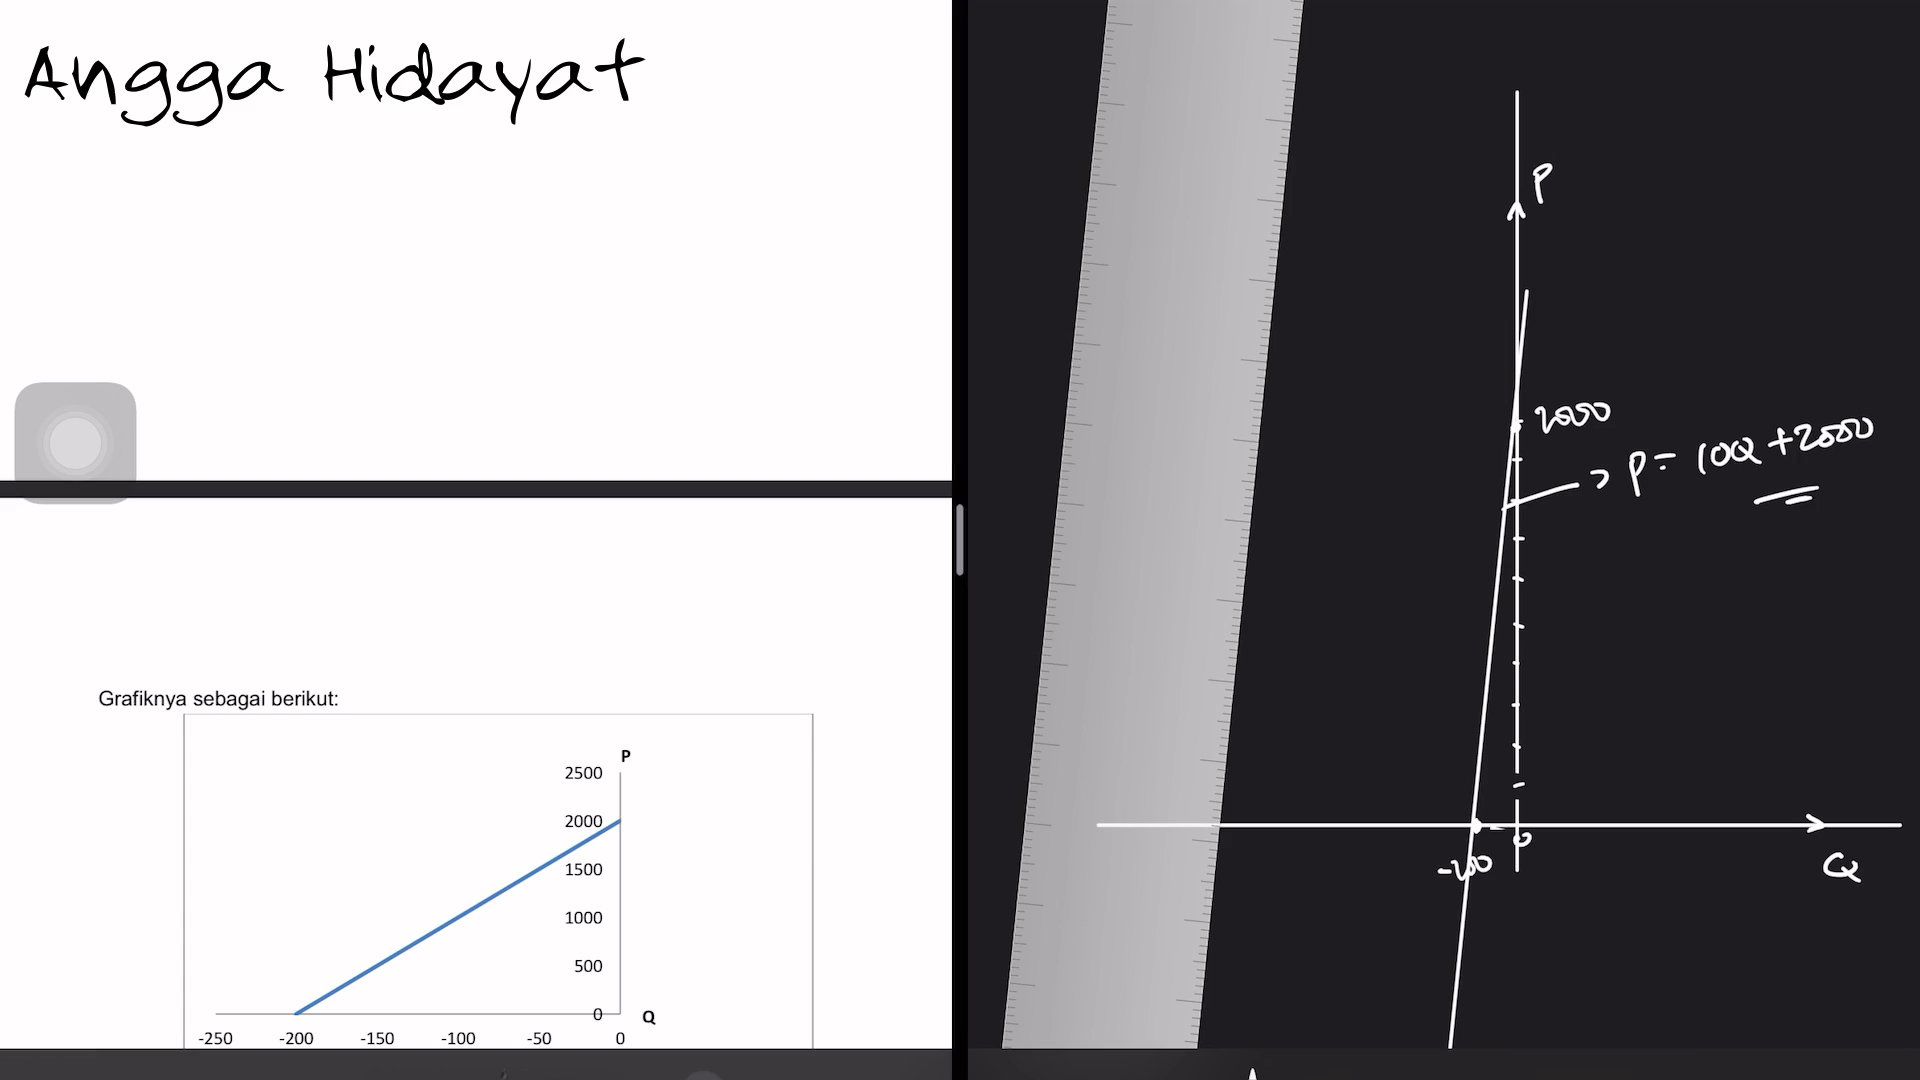 Angga Hidayat
Grafiknya sebagai berikut:
P
2500
2000
1500
1000
500
0
Q
-250 -200 -150 -100 -50 0
P
2000
P = 10Q + 2000
-200 0
Q